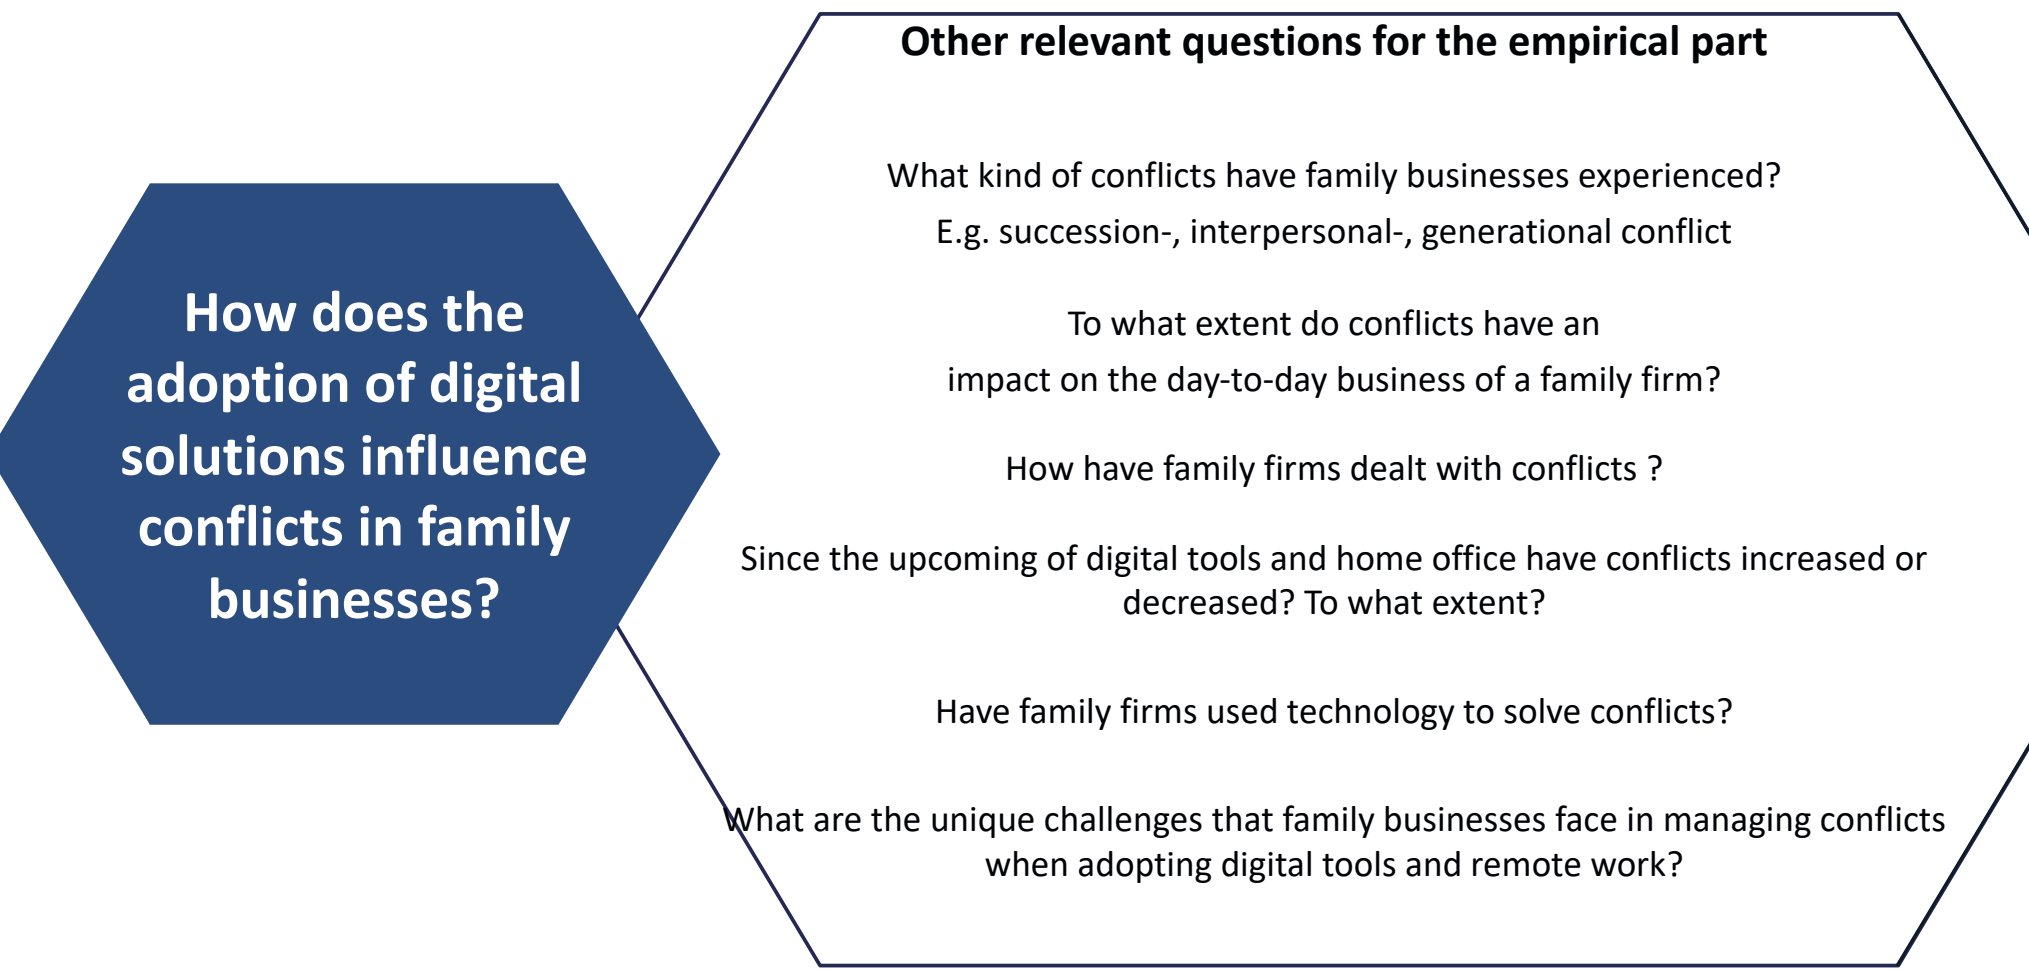 How does the
adoption of digital
solutions influence
conflicts in family
businesses?
Other relevant questions for the empirical part
What kind of conflicts have family businesses experienced?
E.g. succession-, interpersonal-, generational conflict
To what extent do conflicts have an
impact on the day-to-day business of a family firm?
How have family firms dealt with conflicts ?
Since the upcoming of digital tools and home office have conflicts increased or
decreased? To what extent?
Have family firms used technology to solve conflicts?
What are the unique challenges that family businesses face in managing conflicts
when adopting digital tools and remote work?